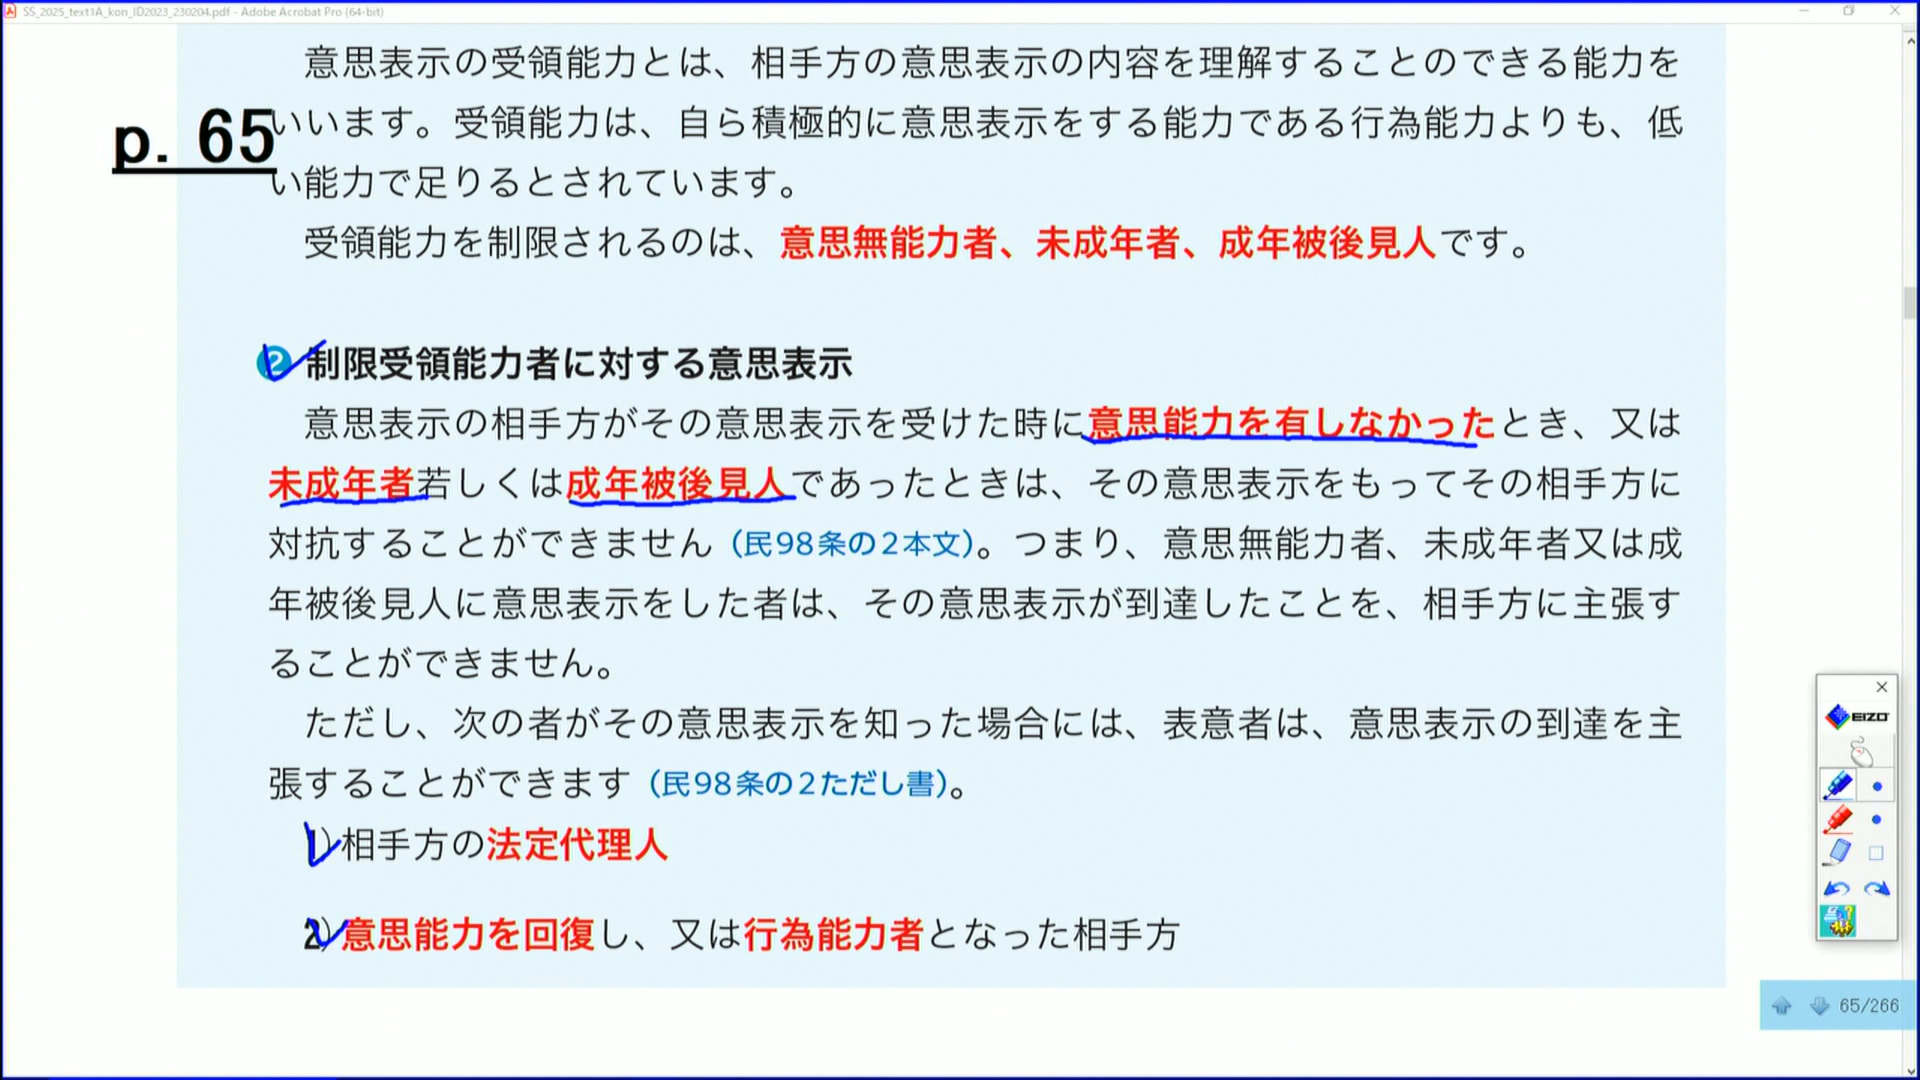 SS_2025_text1A_kon_ID2023_230204.pdf - Adobe Acrobat Pro (64-bit)
意思表示の受領能力とは、相手方の意思表示の内容を理解することのできる能力を
p. 65
いいます。受領能力は、自ら積極的に意思表示をする能力である行為能力よりも、低
い能力で足りるとされています。
受領能力を制限されるのは、意思無能力者、未成年者、成年被後見人です。
2 制限受領能力者に対する意思表示
意思表示の相手方がその意思表示を受けた時に意思能力を有しなかったとき、又は
未成年者若しくは成年被後見人であったときは、その意思表示をもってその相手方に
対抗することができません（民98条の２本文）。つまり、意思無能力者、未成年者又は成
年被後見人に意思表示をした者は、その意思表示が到達したことを、相手方に主張す
ることができません。
ただし、次の者がその意思表示を知った場合には、表意者は、意思表示の到達を主
張することができます（民98条の２ただし書）。
1)相手方の法定代理人
2)意思能力を回復し、又は行為能力者となった相手方
EIZO
65/266